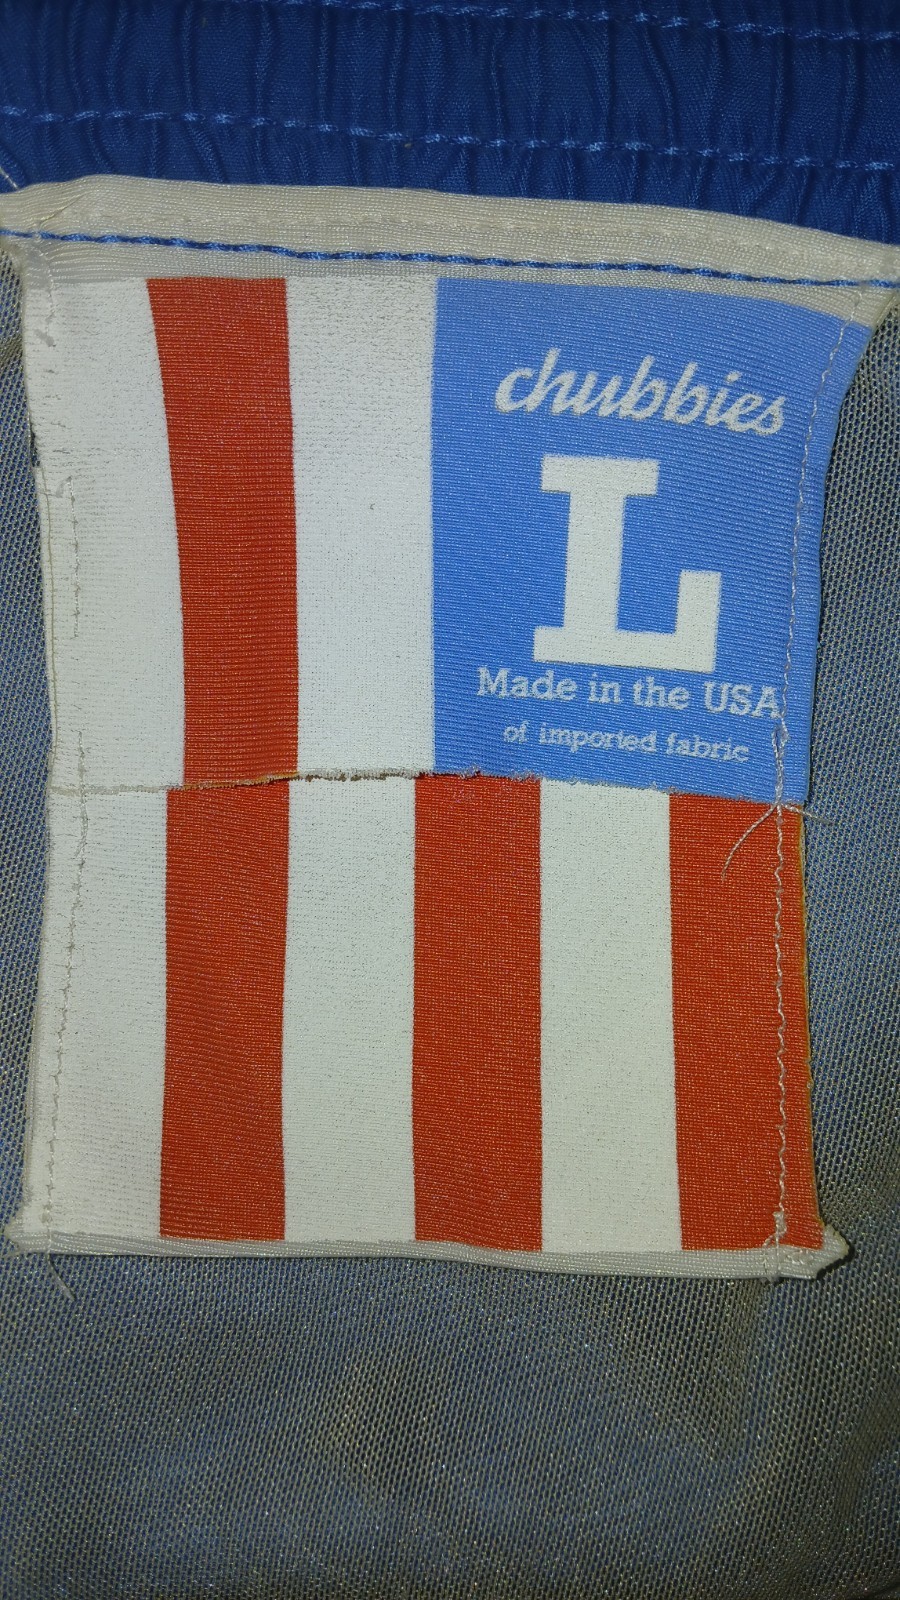 chubbies
L
Made in the USA
of imported fabric